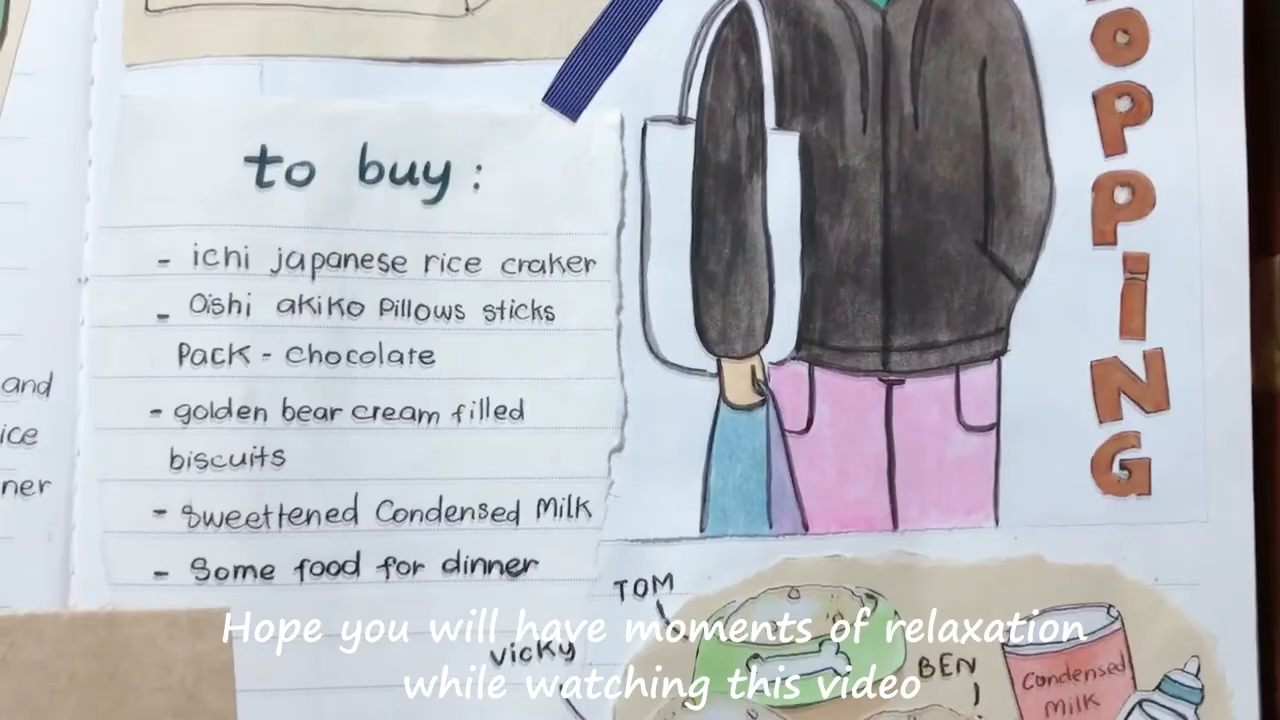 to buy :
- ichi japanese rice craker
- Oishi akiko Pillows sticks
Pack - Chocolate
- golden bear cream filled
biscuits
- Sweettened Condensed Milk
- Some food for dinner
and
ice
ner
OPPING
TOM
Vicky
BEN
Condensed
Milk
Hope you will have moments of relaxation
while watching this video